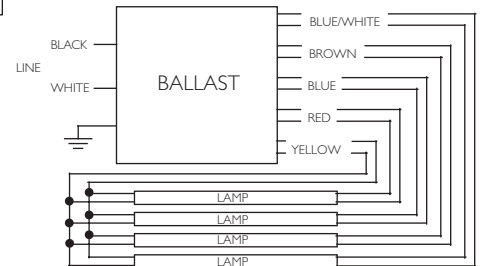 BLUE/WHITE
BLACK
BROWN
LINE
BALLAST
WHITE
BLUE
RED
YELLOW
LAMP
LAMP
LAMP
LAMP